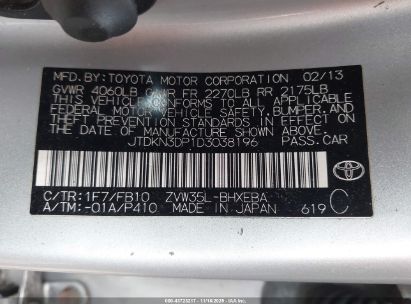 MFD. BY: TOYOTA MOTOR CORPORATION 02/13
GVWR 4060LB GAWR FR 2270LB RR 2175LB
THIS VEHICLE CONFORMS TO ALL APPLICABLE
FEDERAL MOTOR VEHICLE SAFETY, BUMPER, AND
THEFT PREVENTION STANDARDS IN EFFECT ON
THE DATE OF MANUFACTURE SHOWN ABOVE.
JTDKN3DP1D3038196 PASS.CAR
C/TR:1F7/FB10 ZVW35L-BHXEBA
A/TM:-01A/P410 MADE IN JAPAN 619 C
TOYOTA